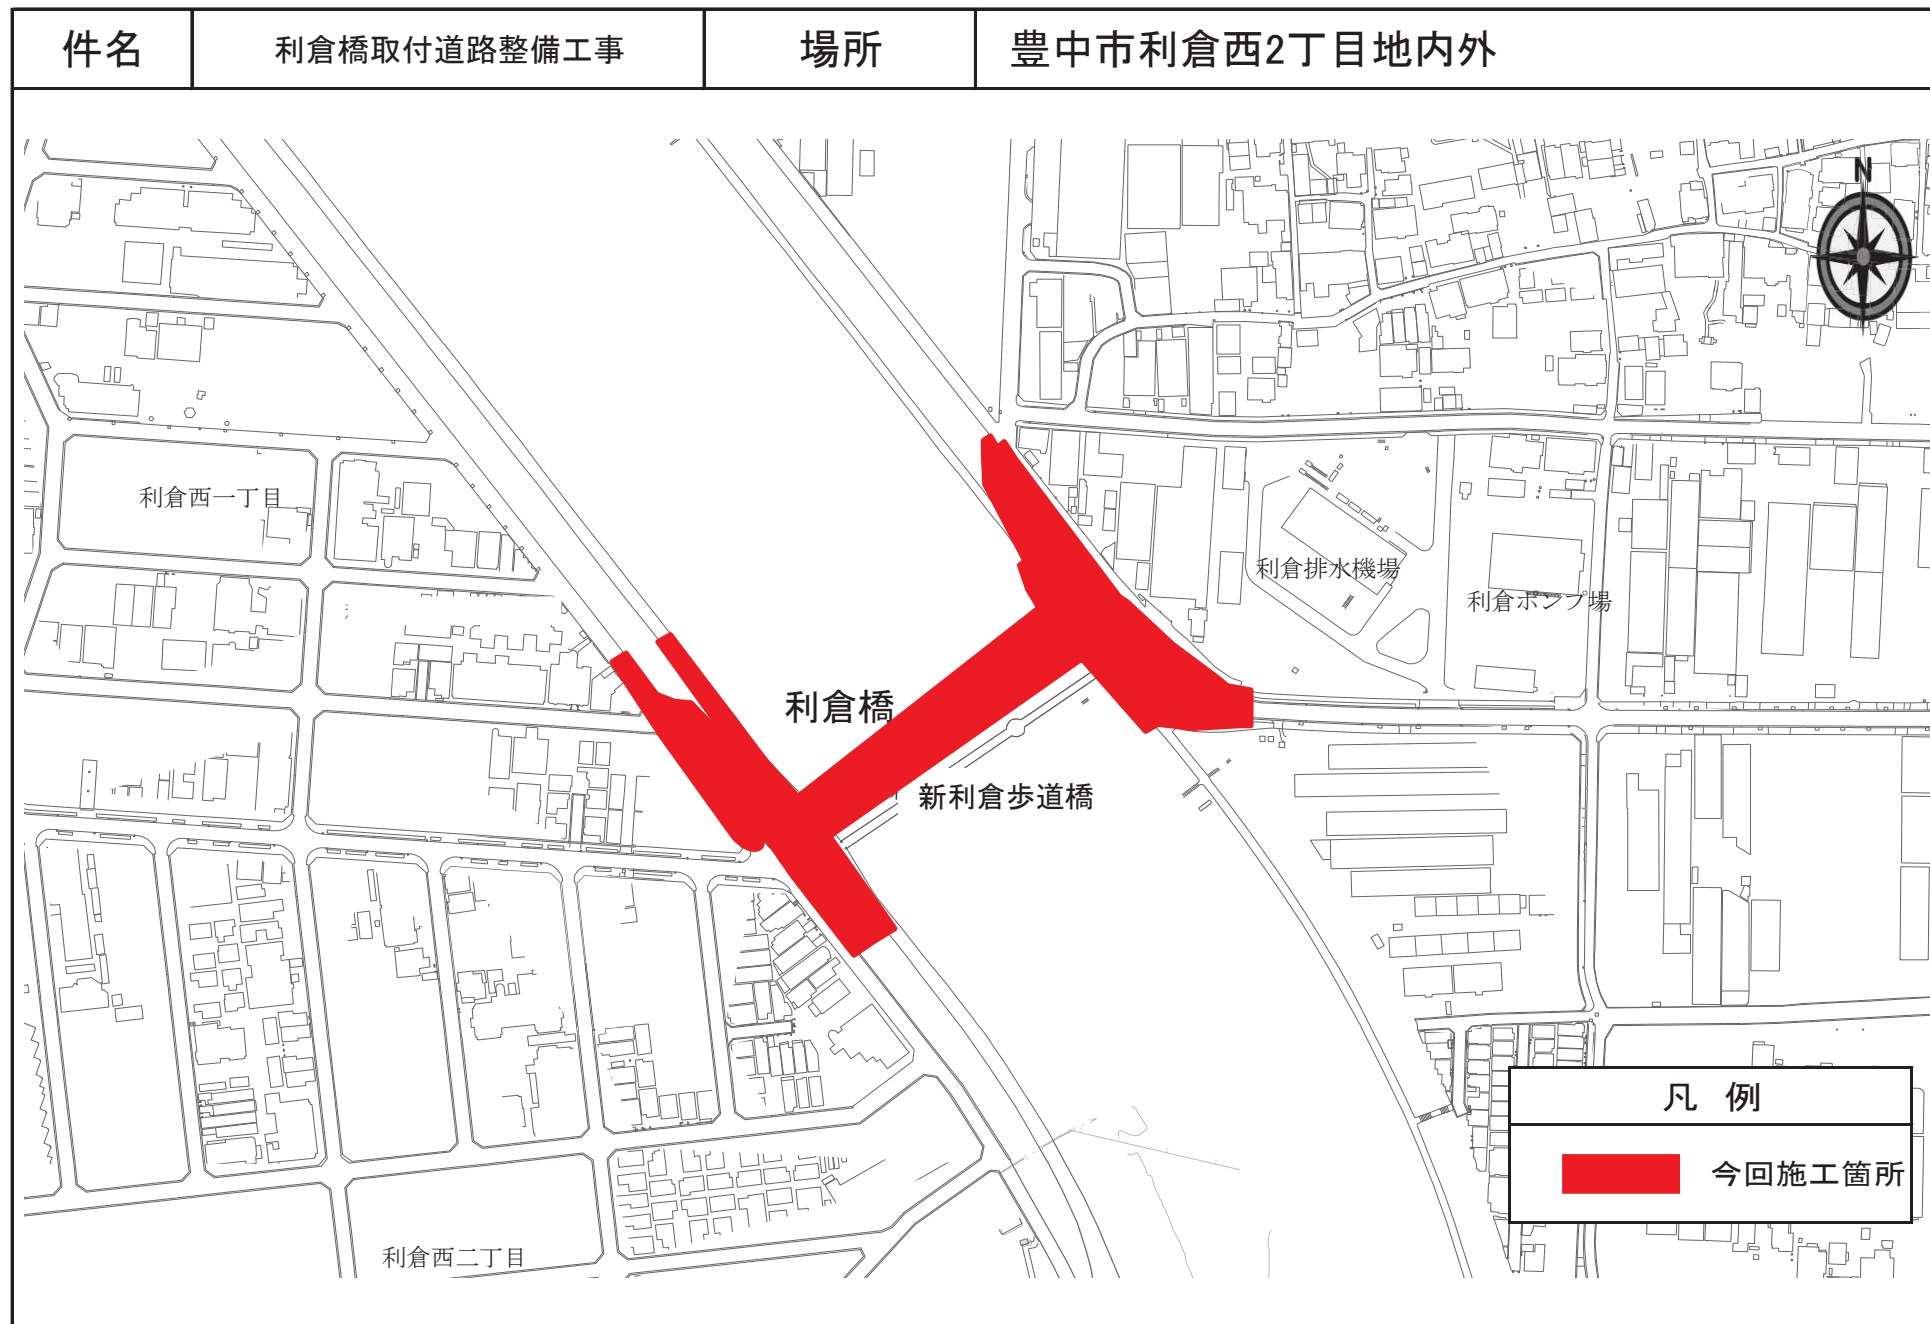 件名 利倉橋取付道路整備工事 場所 豊中市利倉西2丁目地内外
N
利倉西一丁目
利倉排水機場
利倉ポンプ場
利倉橋
新利倉歩道橋
凡 例
今回施工箇所
利倉西二丁目